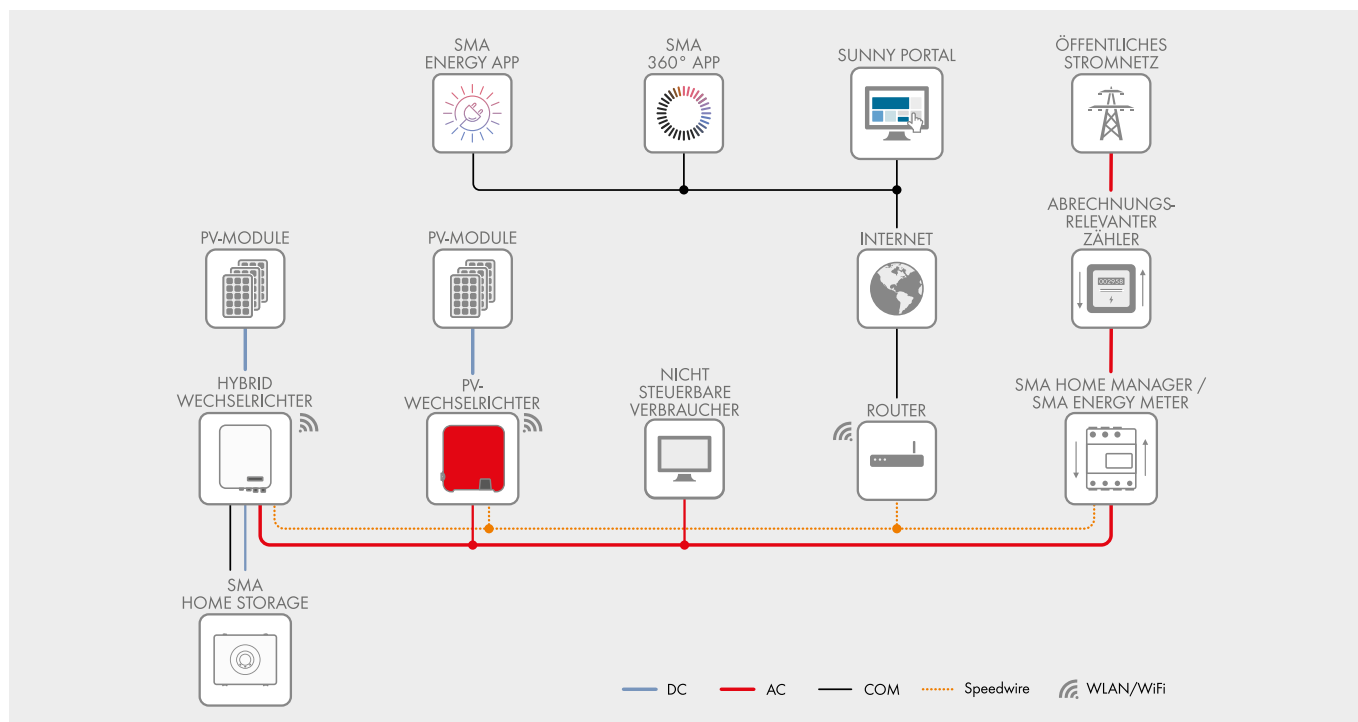 SMA
ENERGY APP
SMA
360° APP
SUNNY PORTAL
ÖFFENTLICHES
STROMNETZ
PV-MODULE
PV-MODULE
INTERNET
ABRECHNUNGS-
RELEVANTER
ZÄHLER
002958
HYBRID
WECHSELRICHTER
PV-
WECHSELRICHTER
NICHT
STEUERBARE
VERBRAUCHER
ROUTER
SMA HOME MANAGER /
SMA ENERGY METER
SMA
HOME STORAGE
DC
AC
COM
Speedwire
WLAN/WiFi